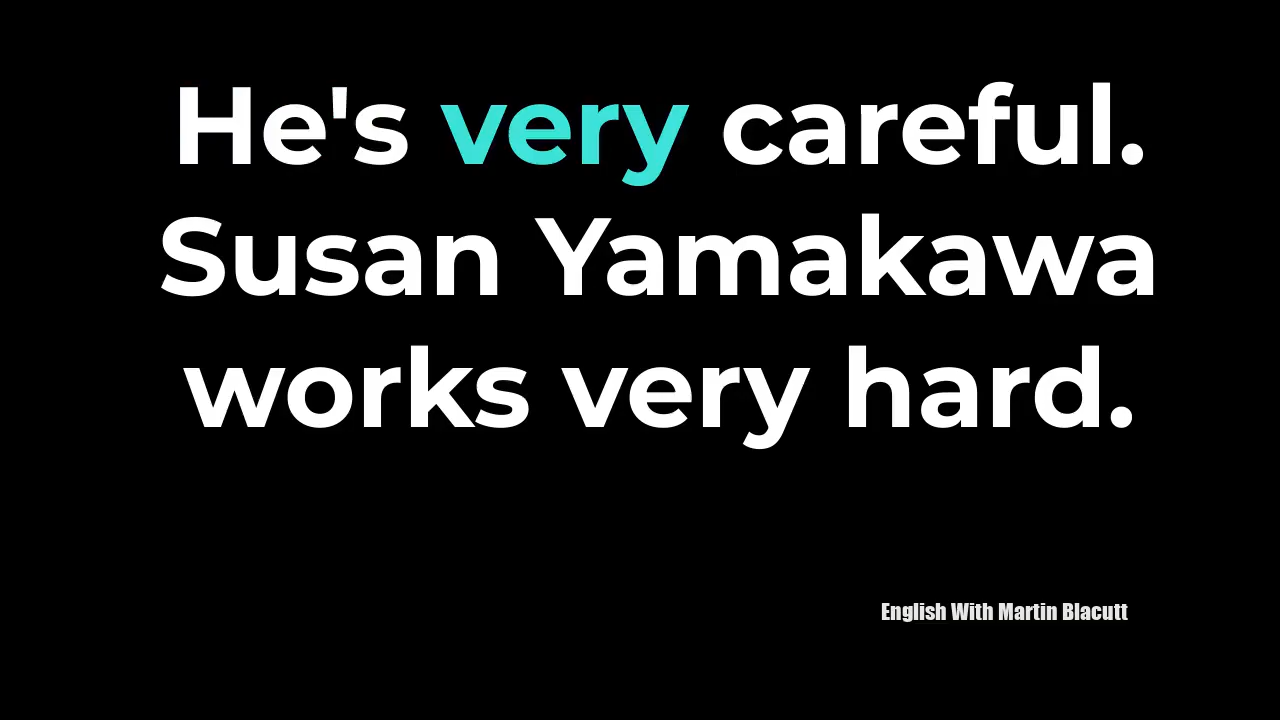 He's very careful.
Susan Yamakawa
works very hard.
English With Martin Blacutt